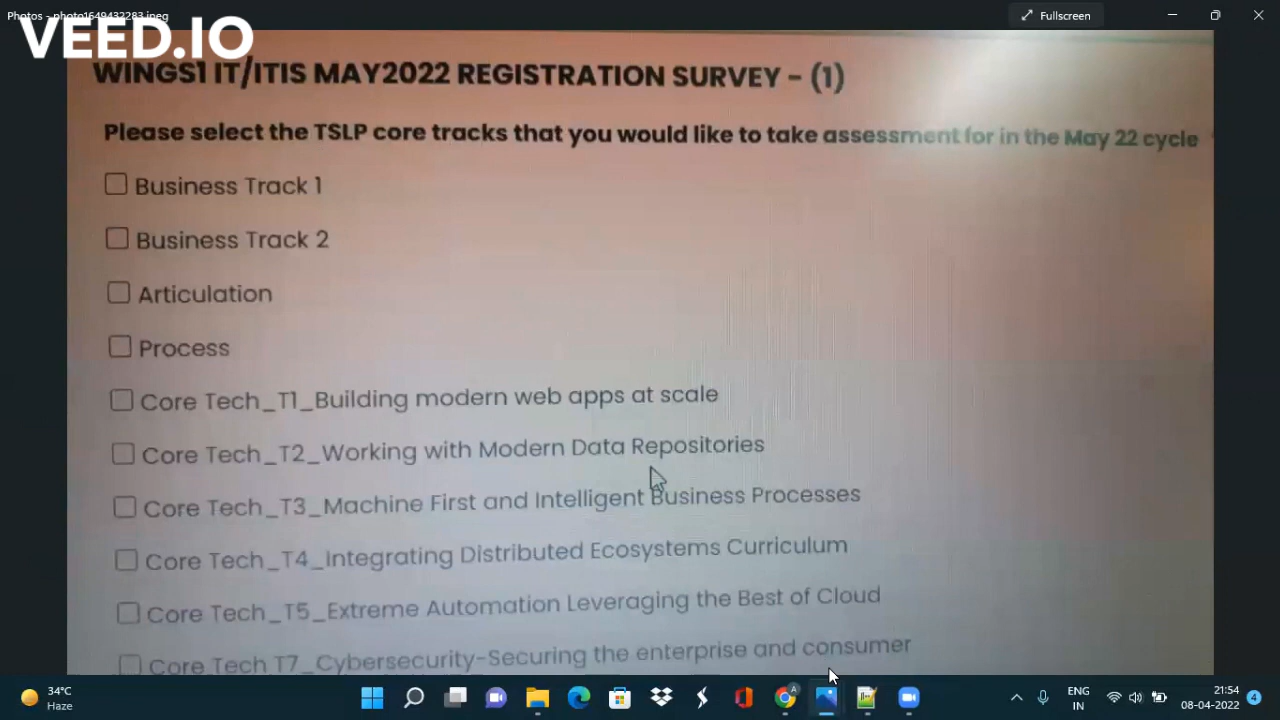 Photos - photo1649432283.jpeg
Fullscreen
VEED.IO
WINGS1 IT/ITIS MAY2022 REGISTRATION SURVEY - (1)
Please select the TSLP core tracks that you would like to take assessment for in the May 22 cycle
Business Track 1
Business Track 2
Articulation
Process
Core Tech_T1_Building modern web apps at scale
Core Tech_T2_Working with Modern Data Repositories
Core Tech_T3_Machine First and Intelligent Business Processes
Core Tech_T4_Integrating Distributed Ecosystems Curriculum
Core Tech_T5_Extreme Automation Leveraging the Best of Cloud
Core Tech T7_Cybersecurity-Securing the enterprise and consumer
34°C
Haze
A
ENG
IN
21:54
08-04-2022
4